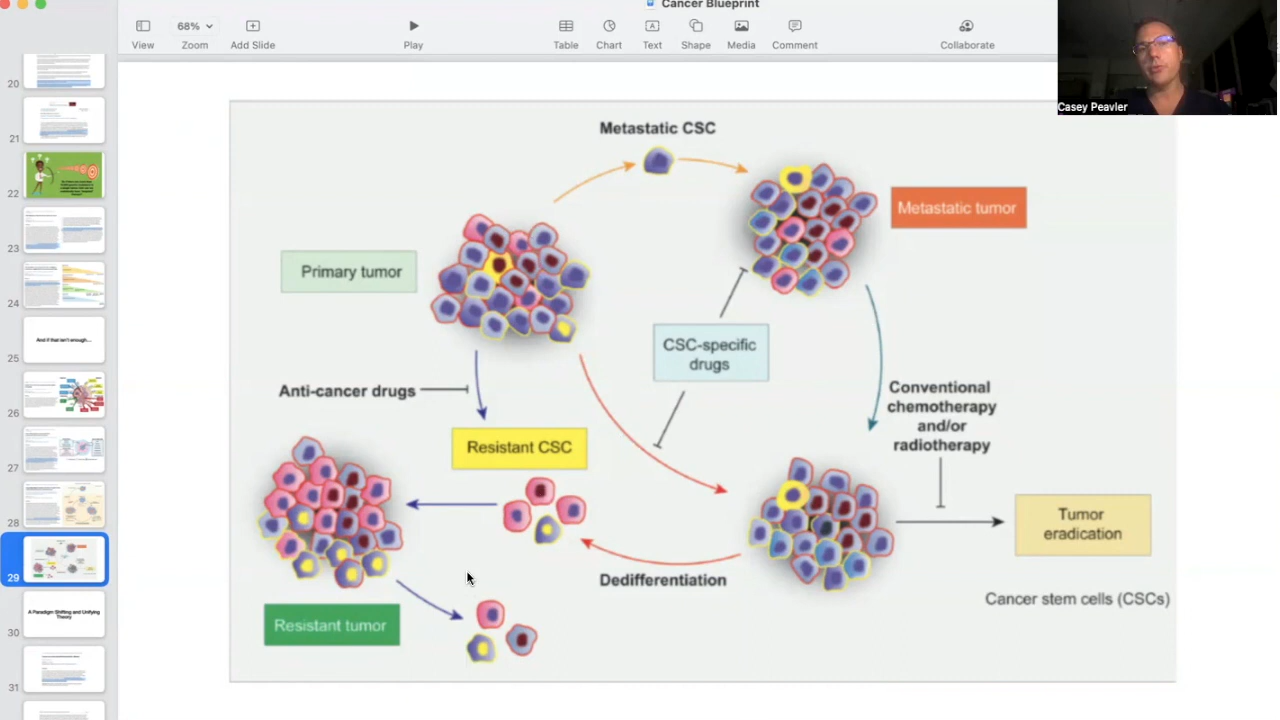 Cancer Blueprint
68%
View
Zoom
Add Slide
Play
Table
Chart
Text
Shape
Media
Comment
Collaborate
Casey Peavler
20
21
22
23
24
25
And if that isn't enough...
26
27
28
29
30
A Paradigm Shifting and Unifying
Theory
31
Metastatic CSC
Metastatic tumor
Primary tumor
CSC-specific
drugs
Anti-cancer drugs
Conventional
chemotherapy
and/or
radiotherapy
Resistant CSC
Tumor
eradication
Dedifferentiation
Cancer stem cells (CSCs)
Resistant tumor